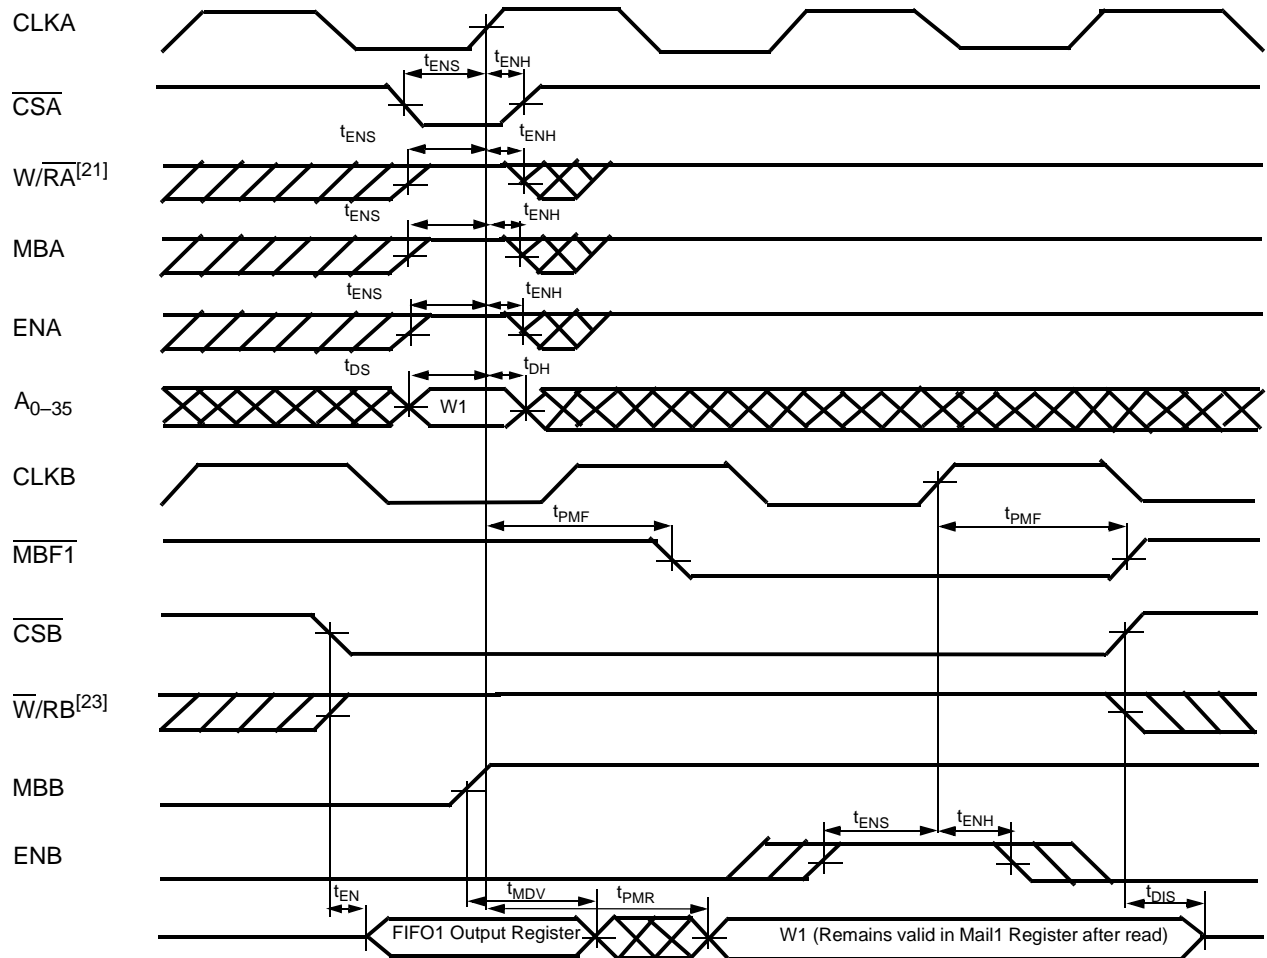 CLKA
tENS tENH
CSA
tENS tENH
W/RA[21]
tENS tENH
MBA
tENS tENH
ENA
tDS tDH
A0–35 W1
CLKB
tPMF tPMF
MBF1
CSB
W/RB[23]
MBB
tENS tENH
ENB
tEN tMDV tPMR tDIS
FIFO1 Output Register W1 (Remains valid in Mail1 Register after read)